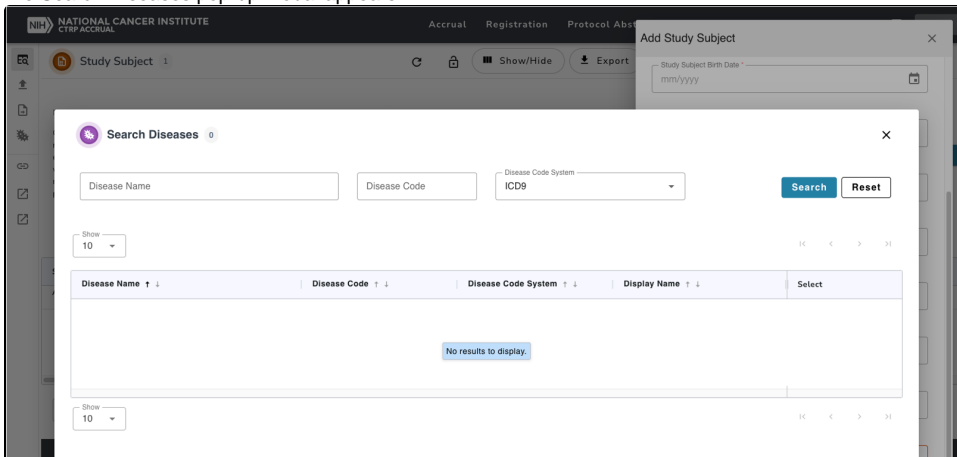 NIH NATIONAL CANCER INSTITUTE
CTRP ACCRUAL
Accrual Registration Protocol Abst
Add Study Subject
Study Subject 1
Show/Hide
Export
Study Subject Birth Date *
mm/yyyy
Search Diseases 0
Disease Name
Disease Code
Disease Code System
ICD9
Search
Reset
Show
10
Disease Name ↑ ↓ Disease Code ↑ ↓ Disease Code System ↑ ↓ Display Name ↑ ↓ Select
No results to display.
Show
10